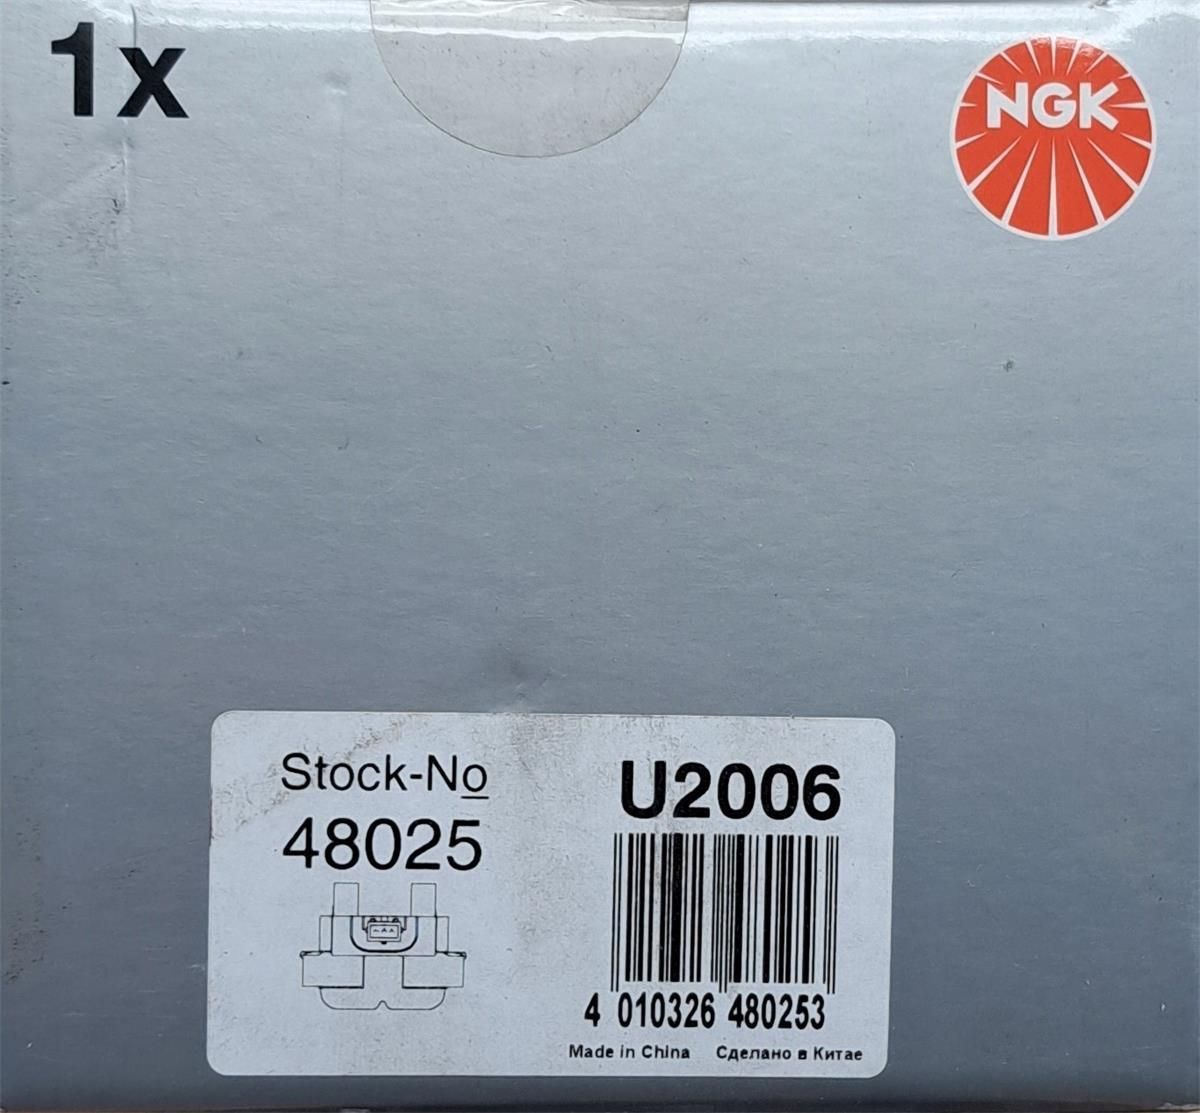 1x
NGK
Stock-No
48025
U2006
4 010326 480253
Made in China Сделано в Китае